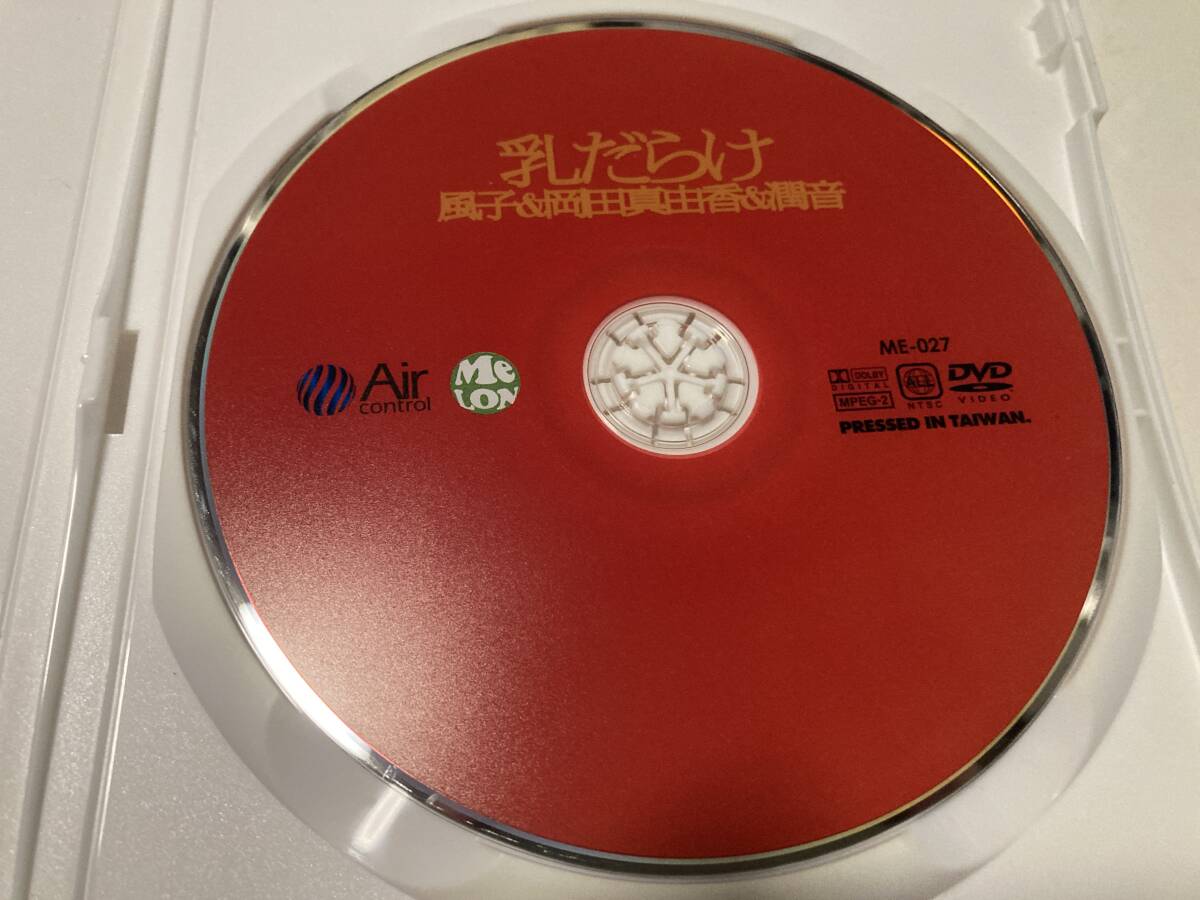 乳だらけ
風子&岡田真由香&潤音
Air
control
Me
LON
ME-027
DOLBY
DIGITAL
MPEG-2
ALL
NTSC
DVD
VIDEO
PRESSED IN TAIWAN.